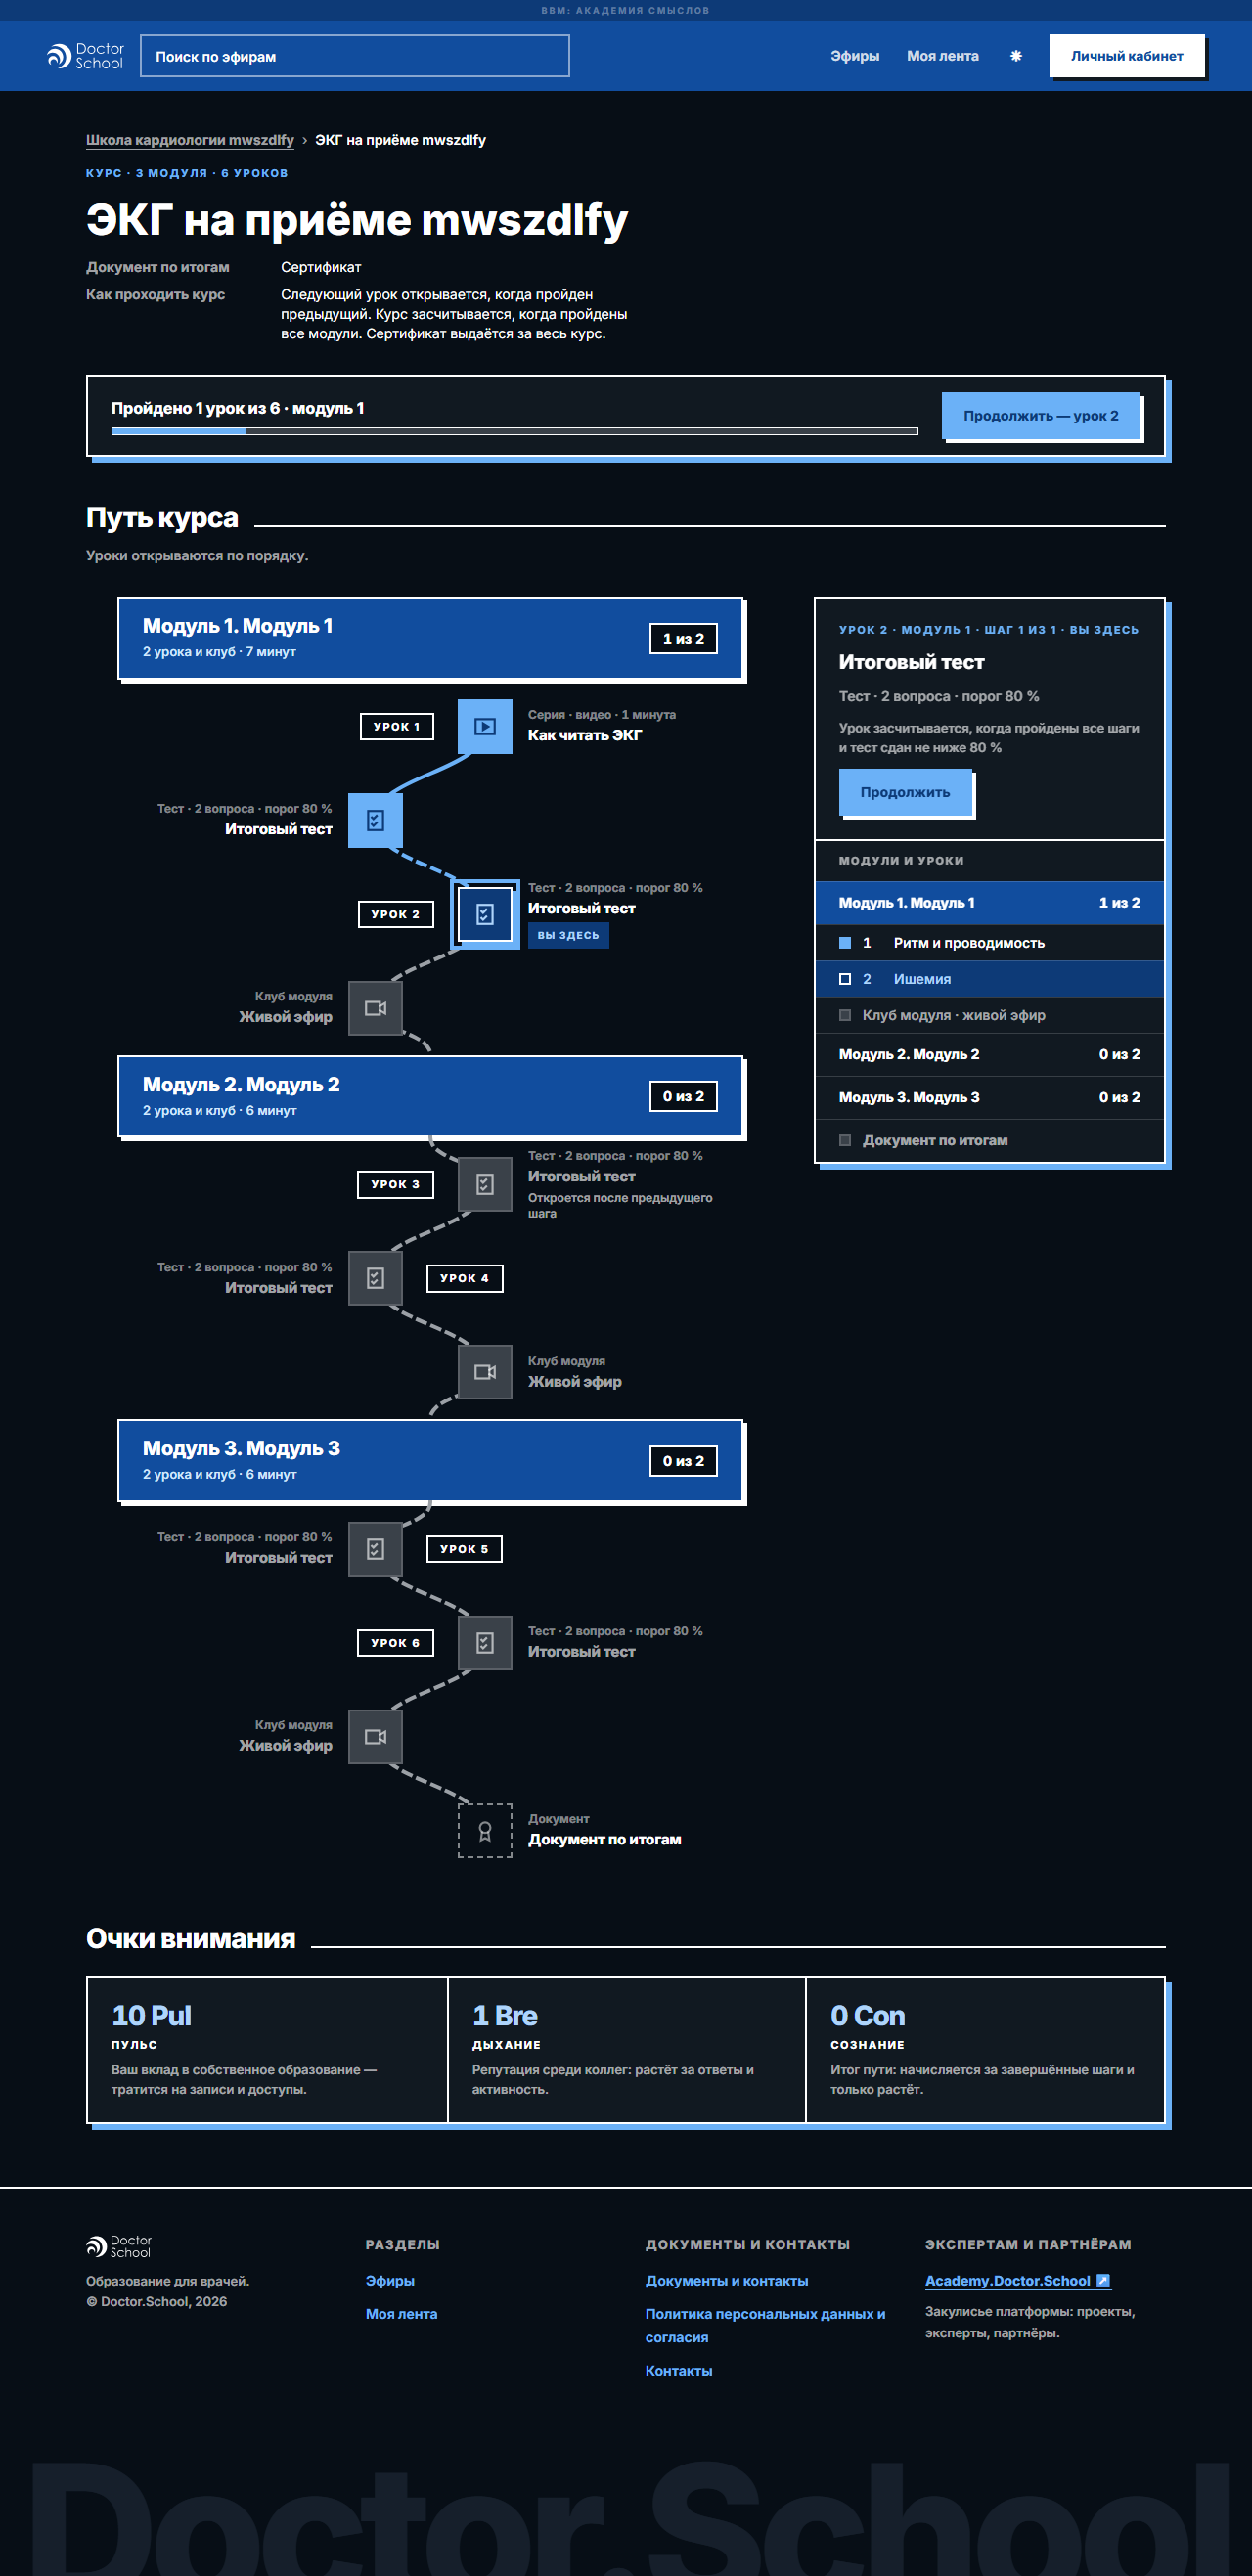 ВВМ: АКАДЕМИЯ СМЫСЛОВ
Doctor
School
Поиск по эфирам
Эфиры
Моя лента
Личный кабинет
Школа кардиологии mwszdlfy › ЭКГ на приёме mwszdlfy
КУРС · 3 МОДУЛЯ · 6 УРОКОВ
ЭКГ на приёме mwszdlfy
Документ по итогам
Сертификат
Как проходить курс
Следующий урок открывается, когда пройден
предыдущий. Курс засчитывается, когда пройдены
все модули. Сертификат выдаётся за весь курс.
Пройдено 1 урок из 6 · модуль 1
Продолжить — урок 2
Путь курса
Уроки открываются по порядку.
Модуль 1. Модуль 1
2 урока и клуб · 7 минут
1 из 2
УРОК 1
Серия · видео · 1 минута
Как читать ЭКГ
Тест · 2 вопроса · порог 80 %
Итоговый тест
УРОК 2
Тест · 2 вопроса · порог 80 %
Итоговый тест
ВЫ ЗДЕСЬ
Клуб модуля
Живой эфир
Модуль 2. Модуль 2
2 урока и клуб · 6 минут
0 из 2
УРОК 3
Тест · 2 вопроса · порог 80 %
Итоговый тест
Откроется после предыдущего
шага
Тест · 2 вопроса · порог 80 %
Итоговый тест
УРОК 4
Клуб модуля
Живой эфир
Модуль 3. Модуль 3
2 урока и клуб · 6 минут
0 из 2
Тест · 2 вопроса · порог 80 %
Итоговый тест
УРОК 5
УРОК 6
Тест · 2 вопроса · порог 80 %
Итоговый тест
Клуб модуля
Живой эфир
Документ
Документ по итогам
УРОК 2 · МОДУЛЬ 1 · ШАГ 1 ИЗ 1 · ВЫ ЗДЕСЬ
Итоговый тест
Тест · 2 вопроса · порог 80 %
Урок засчитывается, когда пройдены все шаги
и тест сдан не ниже 80 %
Продолжить
МОДУЛИ И УРОКИ
Модуль 1. Модуль 1 1 из 2
1 Ритм и проводимость
2 Ишемия
Клуб модуля · живой эфир
Модуль 2. Модуль 2 0 из 2
Модуль 3. Модуль 3 0 из 2
Документ по итогам
Очки внимания
10 Pul
ПУЛЬС
Ваш вклад в собственное образование —
тратится на записи и доступы.
1 Bre
ДЫХАНИЕ
Репутация среди коллег: растёт за ответы и
активность.
0 Con
СОЗНАНИЕ
Итог пути: начисляется за завершённые шаги и
только растёт.
Doctor
School
Образование для врачей.
© Doctor.School, 2026
РАЗДЕЛЫ
Эфиры
Моя лента
ДОКУМЕНТЫ И КОНТАКТЫ
Документы и контакты
Политика персональных данных и
согласия
Контакты
ЭКСПЕРТАМ И ПАРТНЁРАМ
Academy.Doctor.School ↗
Закулисье платформы: проекты,
эксперты, партнёры.
Doctor.School